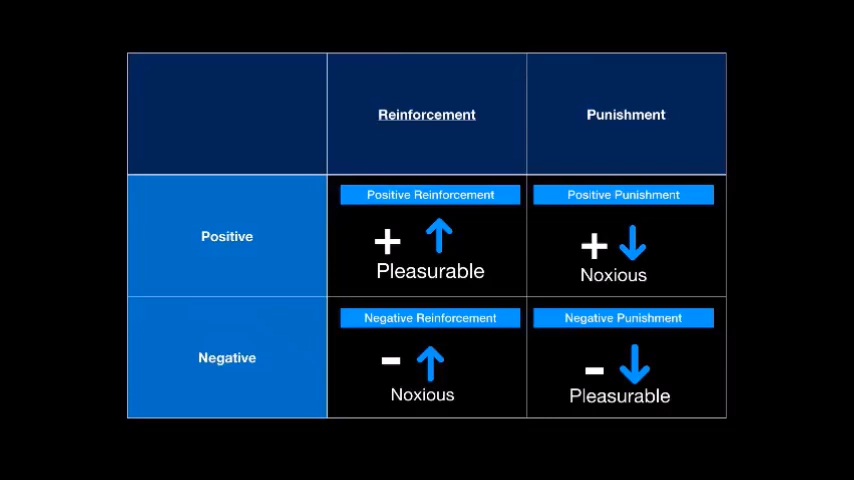 Reinforcement
Punishment
Positive
Positive Reinforcement
+
Pleasurable
Positive Punishment
+
Noxious
Negative
Negative Reinforcement
-
Noxious
Negative Punishment
-
Pleasurable